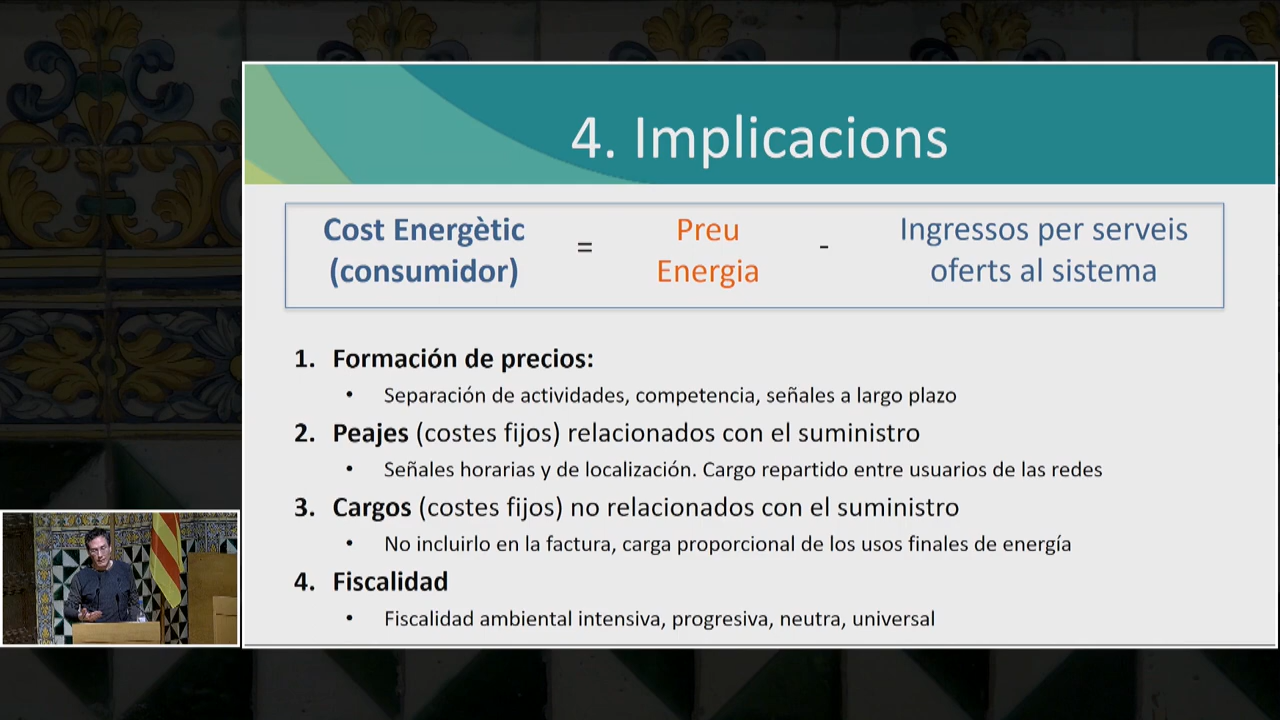 4. Implicacions
Cost Energètic
(consumidor)
=
Preu
Energia
-
Ingressos per serveis
oferts al sistema
1. Formación de precios:
• Separación de actividades, competencia, señales a largo plazo
2. Peajes (costes fijos) relacionados con el suministro
• Señales horarias y de localización. Cargo repartido entre usuarios de las redes
3. Cargos (costes fijos) no relacionados con el suministro
• No incluirlo en la factura, carga proporcional de los usos finales de energía
4. Fiscalidad
• Fiscalidad ambiental intensiva, progresiva, neutra, universal